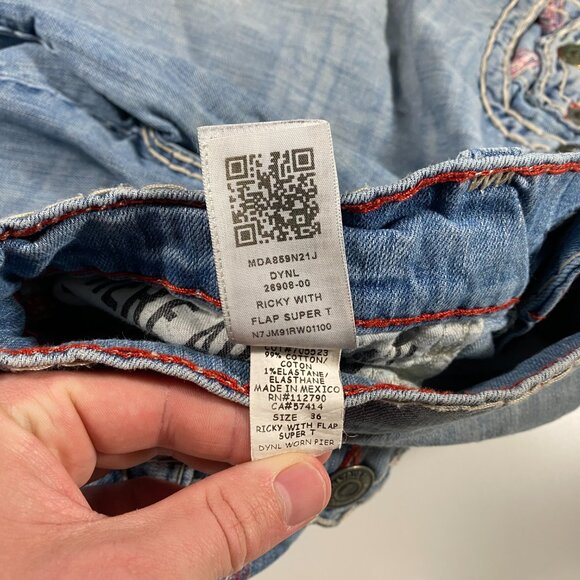 MDA859N21J
DYNL
26908-00
RICKY WITH
FLAP SUPER T
N7JM91RW01100
99% COTTON/
COTON
1%ELASTANE/
ELASTHANE
MADE IN MEXICO
RN#112790
CA#57414
SIZE 36
RICKY WITH FLAP
SUPER T
DYNL WORN PIER